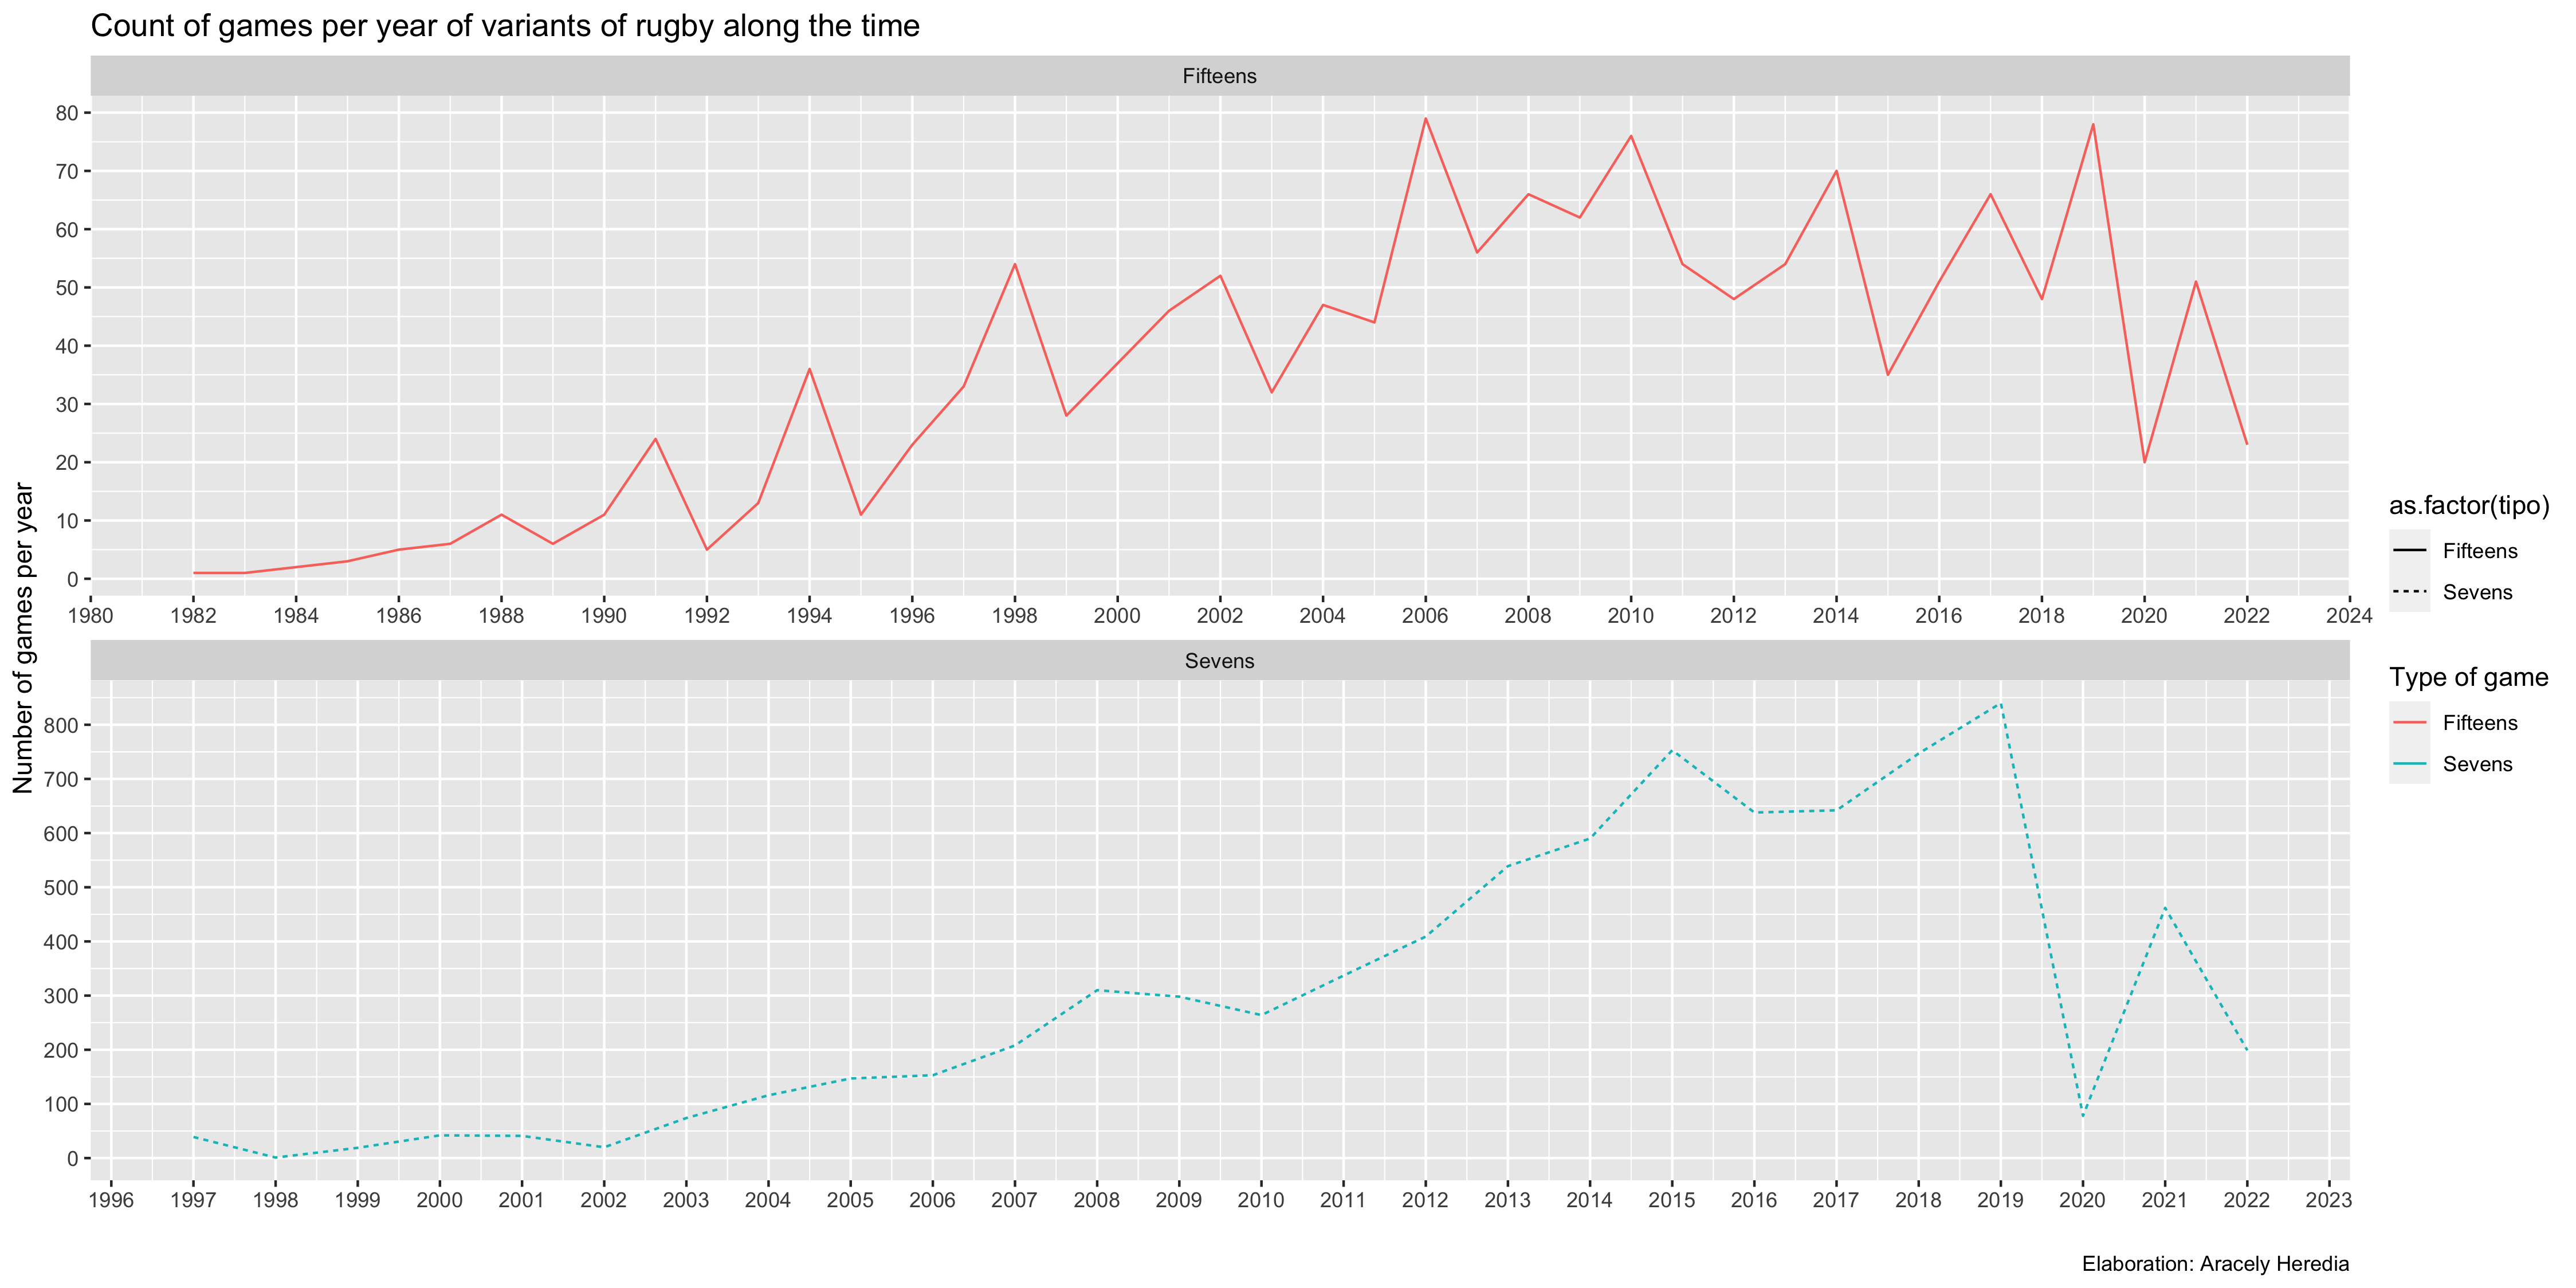 Count of games per year of variants of rugby along the time
Number of games per year
Fifteens
80
70
60
50
40
30
20
10
0
1980 1982 1984 1986 1988 1990 1992 1994 1996 1998 2000 2002 2004 2006 2008 2010 2012 2014 2016 2018 2020 2022 2024
Sevens
800
700
600
500
400
300
200
100
0
1996 1997 1998 1999 2000 2001 2002 2003 2004 2005 2006 2007 2008 2009 2010 2011 2012 2013 2014 2015 2016 2017 2018 2019 2020 2021 2022 2023
as.factor(tipo)
Fifteens
Sevens
Type of game
Fifteens
Sevens
Elaboration: Aracely Heredia